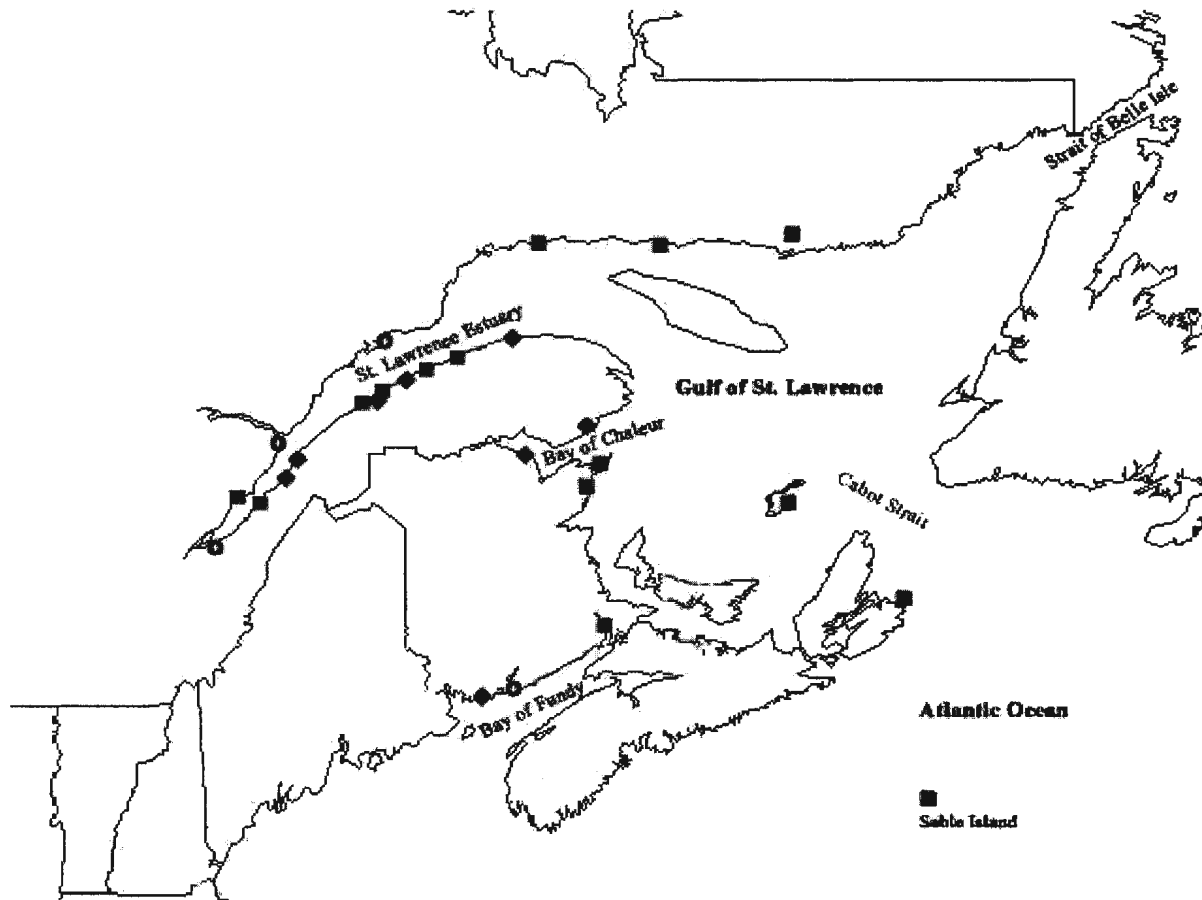 Strait of Belle Isle
St. Lawrence Estuary
Gulf of St. Lawrence
Bay of Chaleur
Cabot Strait
Bay of Fundy
Atlantic Ocean
Sable Island